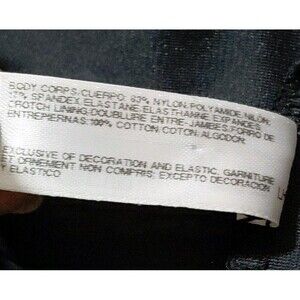 BODY CORPS: CUERPO: 83% NYLON, POLYAMIDE, NILON;
17% SPANDEX, ELASTANE, ELASTHANNE, EXPANDEX
CROTCH LINING: DOUBLURE ENTRE-JAMBES: FORRO DE
ENTREPIERNAS: 100% COTTON, COTON, ALGODON
EXCLUSIVE OF DECORATION AND ELASTIC, GARNITURE
ET ORNEMENT NON COMPRIS: EXCEPTO DECORACION
Y ELASTICO